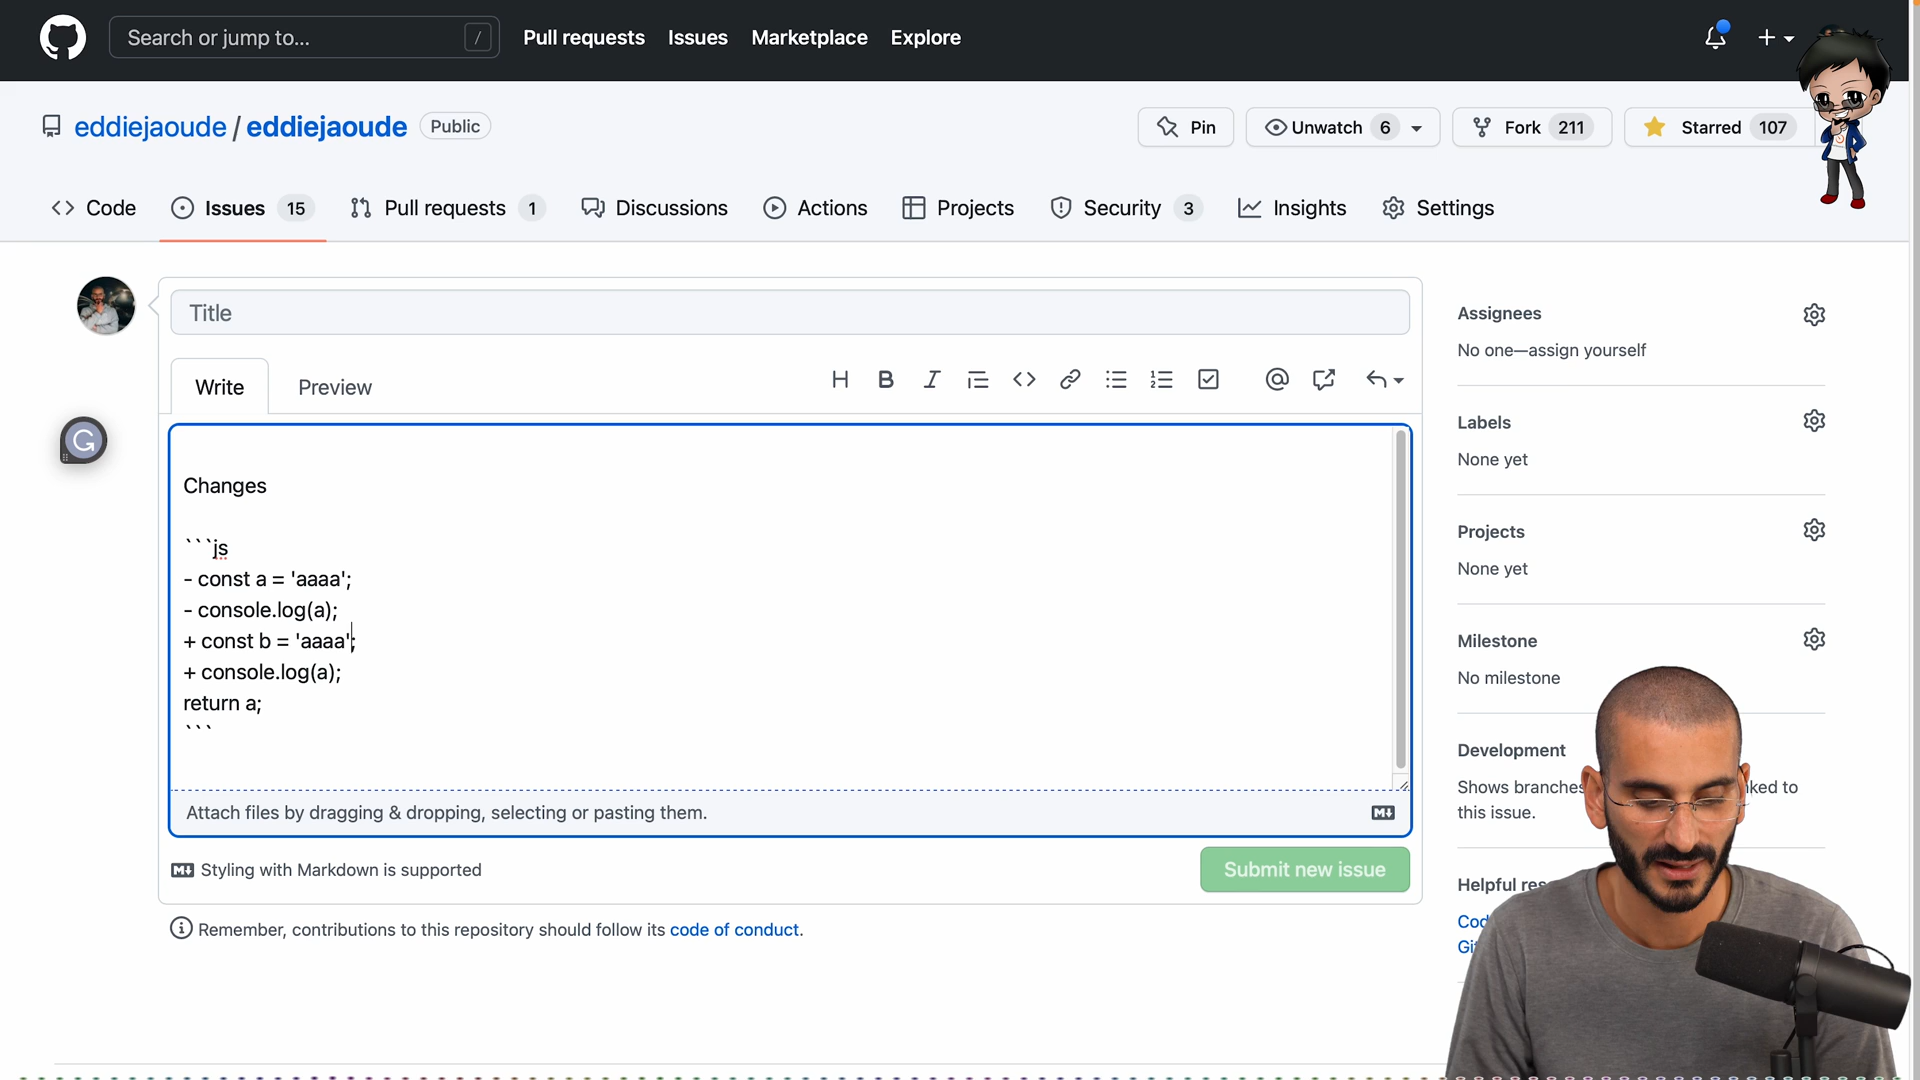 Search or jump to... /
Pull requests
Issues
Marketplace
Explore
eddiejaoude / eddiejaoude Public
Pin
Unwatch 6
Fork 211
Starred 107
Code
Issues 15
Pull requests 1
Discussions
Actions
Projects
Security 3
Insights
Settings
Title
Write
Preview
H B I
Changes
```js
- const a = 'aaaa';
- console.log(a);
+ const b = 'aaaa';
+ console.log(a);
return a;
```
Attach files by dragging & dropping, selecting or pasting them.
Styling with Markdown is supported
Submit new issue
Remember, contributions to this repository should follow its code of conduct.
Assignees
No one—assign yourself
Labels
None yet
Projects
None yet
Milestone
No milestone
Development
Shows branches
this issue.
Helpful